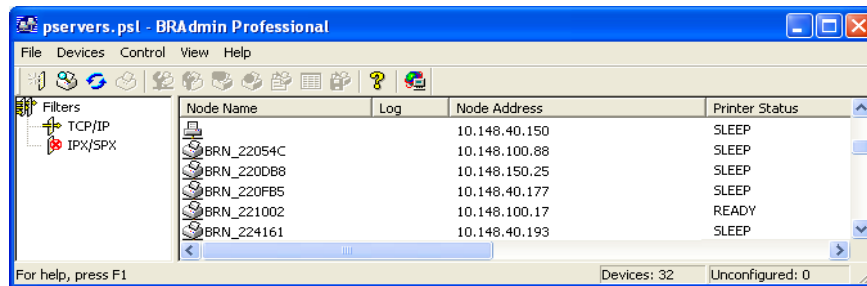 pservers.psl - BRAdmin Professional
File Devices Control View Help
Filters
TCP/IP
IPX/SPX
Node Name Log Node Address Printer Status
10.148.40.150 SLEEP
BRN_22054C 10.148.100.88 SLEEP
BRN_220DB8 10.148.150.25 SLEEP
BRN_220FB5 10.148.40.177 SLEEP
BRN_221002 10.148.100.17 READY
BRN_224161 10.148.40.193 SLEEP
For help, press F1 Devices: 32 Unconfigured: 0